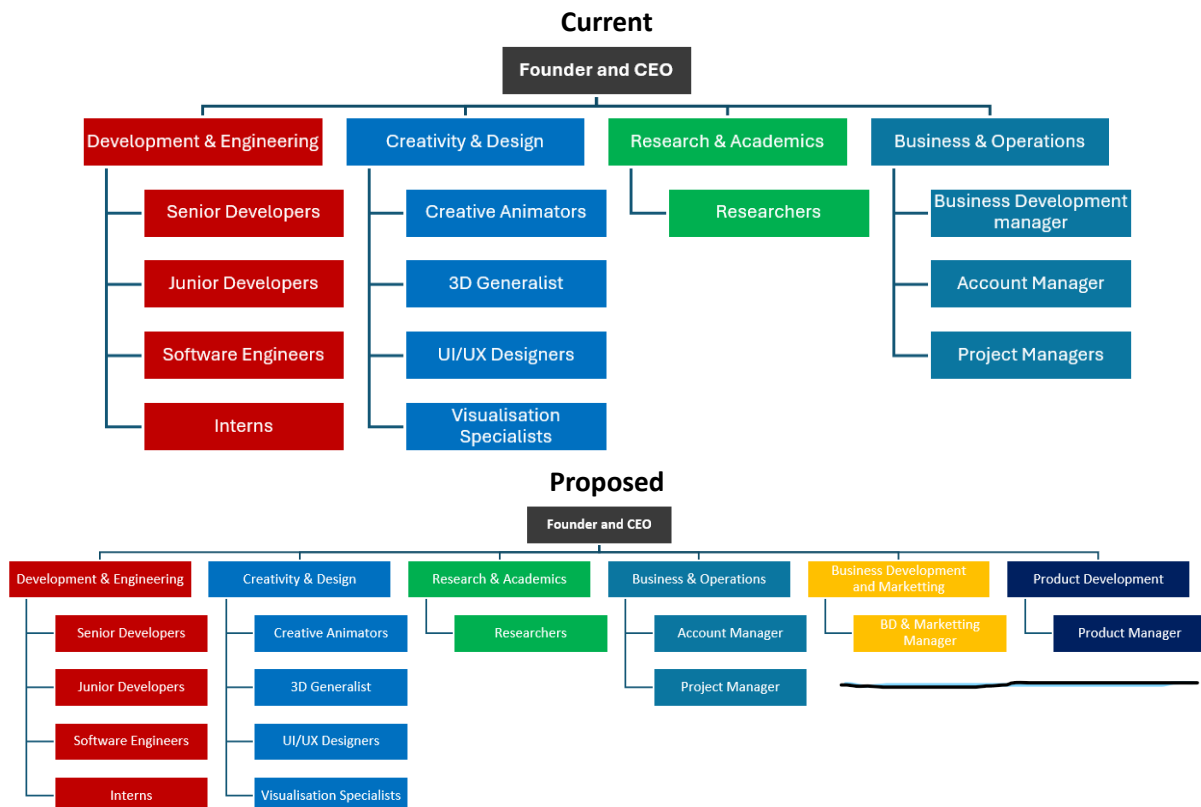 Current
Founder and CEO
Development & Engineering
Creativity & Design
Research & Academics
Business & Operations
Senior Developers
Creative Animators
Researchers
Business Development
manager
Junior Developers
3D Generalist
Account Manager
Software Engineers
UI/UX Designers
Project Managers
Interns
Visualisation
Specialists
Proposed
Founder and CEO
Development & Engineering
Creativity & Design
Research & Academics
Business & Operations
Business Development
and Marketting
Product Development
Senior Developers
Creative Animators
Researchers
Account Manager
BD & Marketting
Manager
Product Manager
Junior Developers
3D Generalist
Project Manager
Software Engineers
UI/UX Designers
Interns
Visualisation Specialists